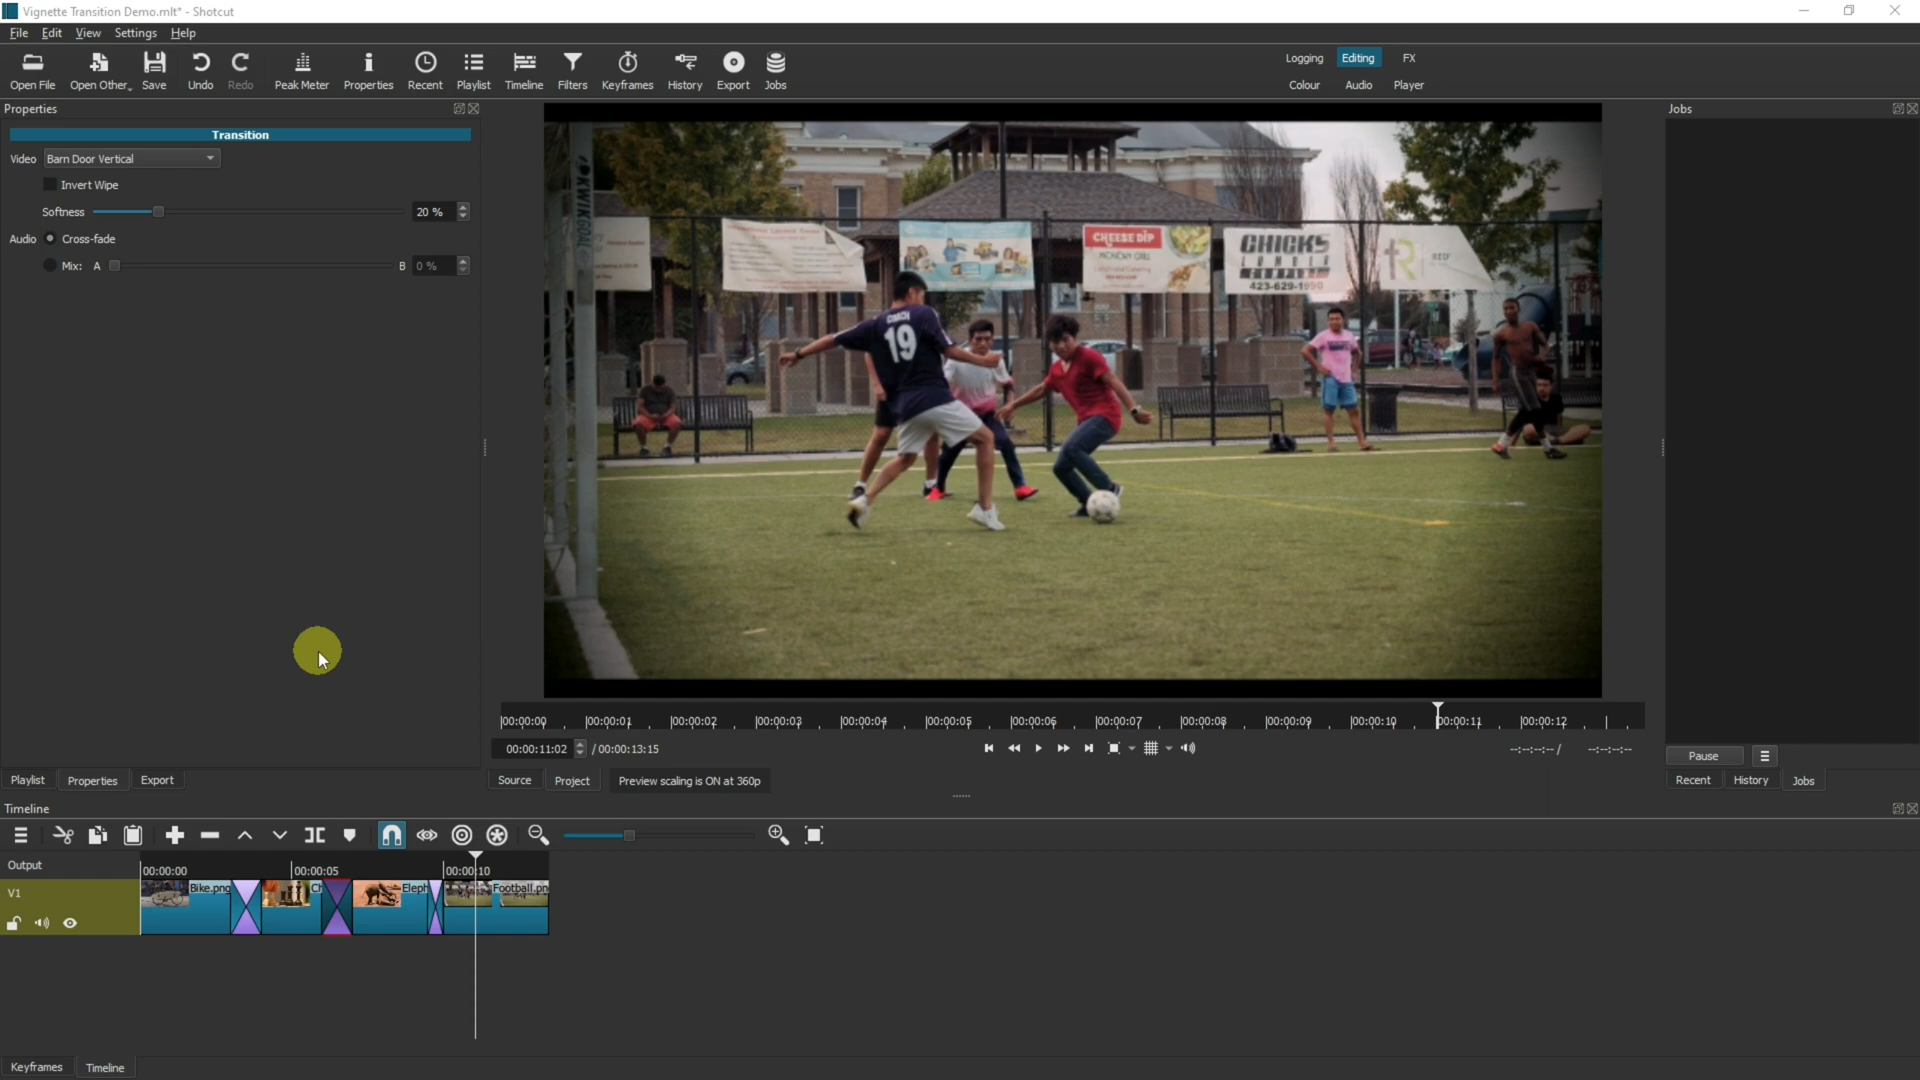 Vignette Transition Demo.mlt* - Shotcut
File Edit View Settings Help
Open File Open Other Save Undo Redo Peak Meter Properties Recent Playlist Timeline Filters Keyframes History Export Jobs
Logging Editing FX
Colour Audio Player
Properties
Transition
Video Barn Door Vertical
Invert Wipe
Softness 20 %
Audio Cross-fade
Mix: A B 0 %
KWIKGOAL
CHEESE DIP
CHICKS
423-629-1990
COACH
19
Jobs
00:00:00 00:00:01 00:00:02 00:00:03 00:00:04 00:00:05 00:00:06 00:00:07 00:00:08 00:00:09 00:00:10 00:00:11 00:00:12
00:00:11:02 / 00:00:13:15
--:--:--:-- / --:--:--:--
Pause
Playlist Properties Export
Source Project Preview scaling is ON at 360p
Recent History Jobs
Timeline
Output
00:00:00 00:00:05 00:00:10
V1
Bike.png Ch Eleph Football.pn
Keyframes Timeline